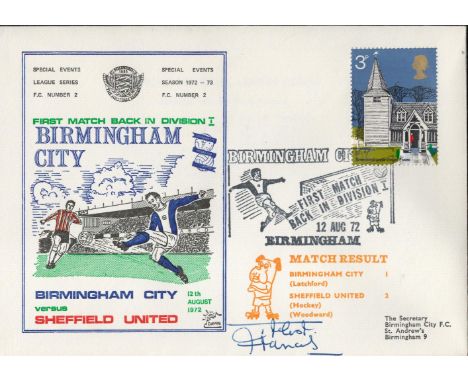 SPECIAL EVENTS
LEAGUE SERIES
F.C. NUMBER 2
SPECIAL EVENTS
SEASON 1972 - 73
F.C. NUMBER 2
FIRST MATCH BACK IN DIVISION I
BIRMINGHAM
CITY
BIRMINGHAM CITY
versus
SHEFFIELD UNITED
12th
AUGUST
1972
3P
BIRMINGHAM CITY
FIRST MATCH
BACK IN DIVISION I
12 AUG 72
BIRMINGHAM
MATCH RESULT
BIRMINGHAM CITY 1
(Latchford)
SHEFFIELD UNITED 2
(Hockey)
(Woodward)
Francis
The Secretary
Birmingham City F.C.
St. Andrew's
Birmingham 9